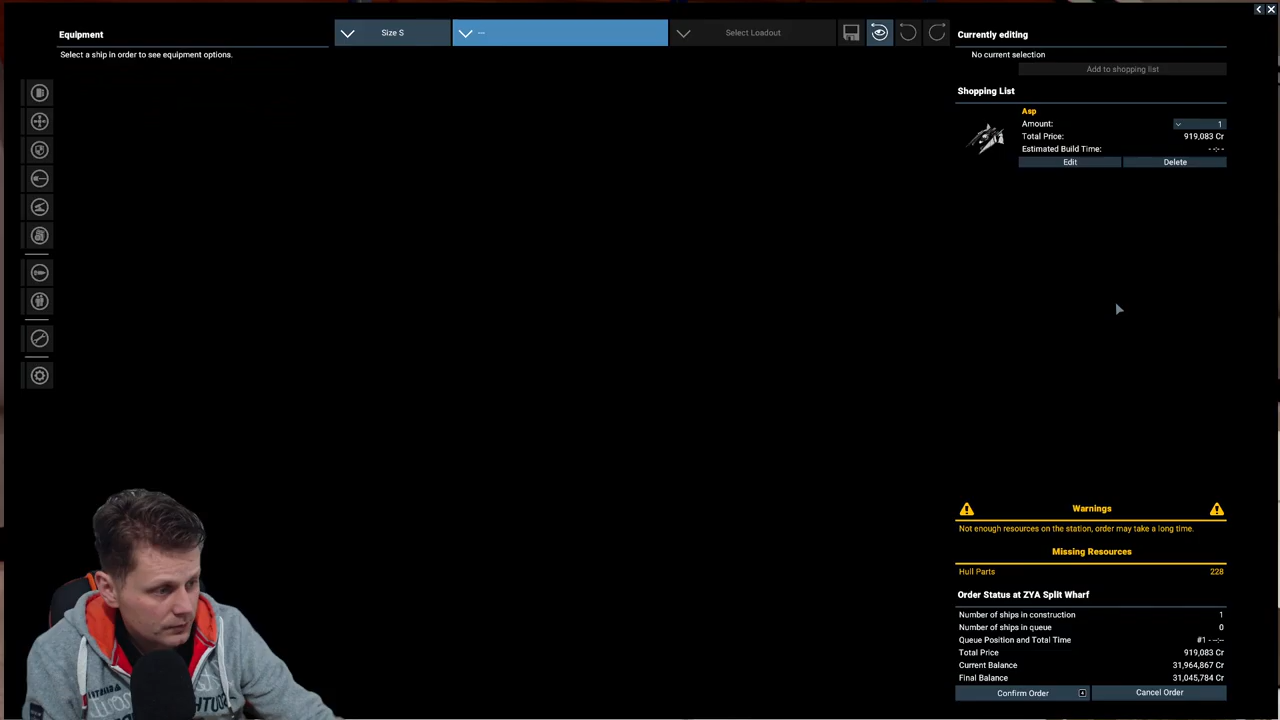 Equipment
Select a ship in order to see equipment options.
Size S
---
Select Loadout
Currently editing
No current selection
Add to shopping list
Shopping List
Asp
Amount: 1
Total Price: 919,083 Cr
Estimated Build Time: --:--
Edit Delete
Warnings
Not enough resources on the station, order may take a long time.
Missing Resources
Hull Parts 228
Order Status at ZYA Split Wharf
Number of ships in construction 1
Number of ships in queue 0
Queue Position and Total Time #1 - --:--
Total Price 919,083 Cr
Current Balance 31,964,867 Cr
Final Balance 31,045,784 Cr
Confirm Order Cancel Order